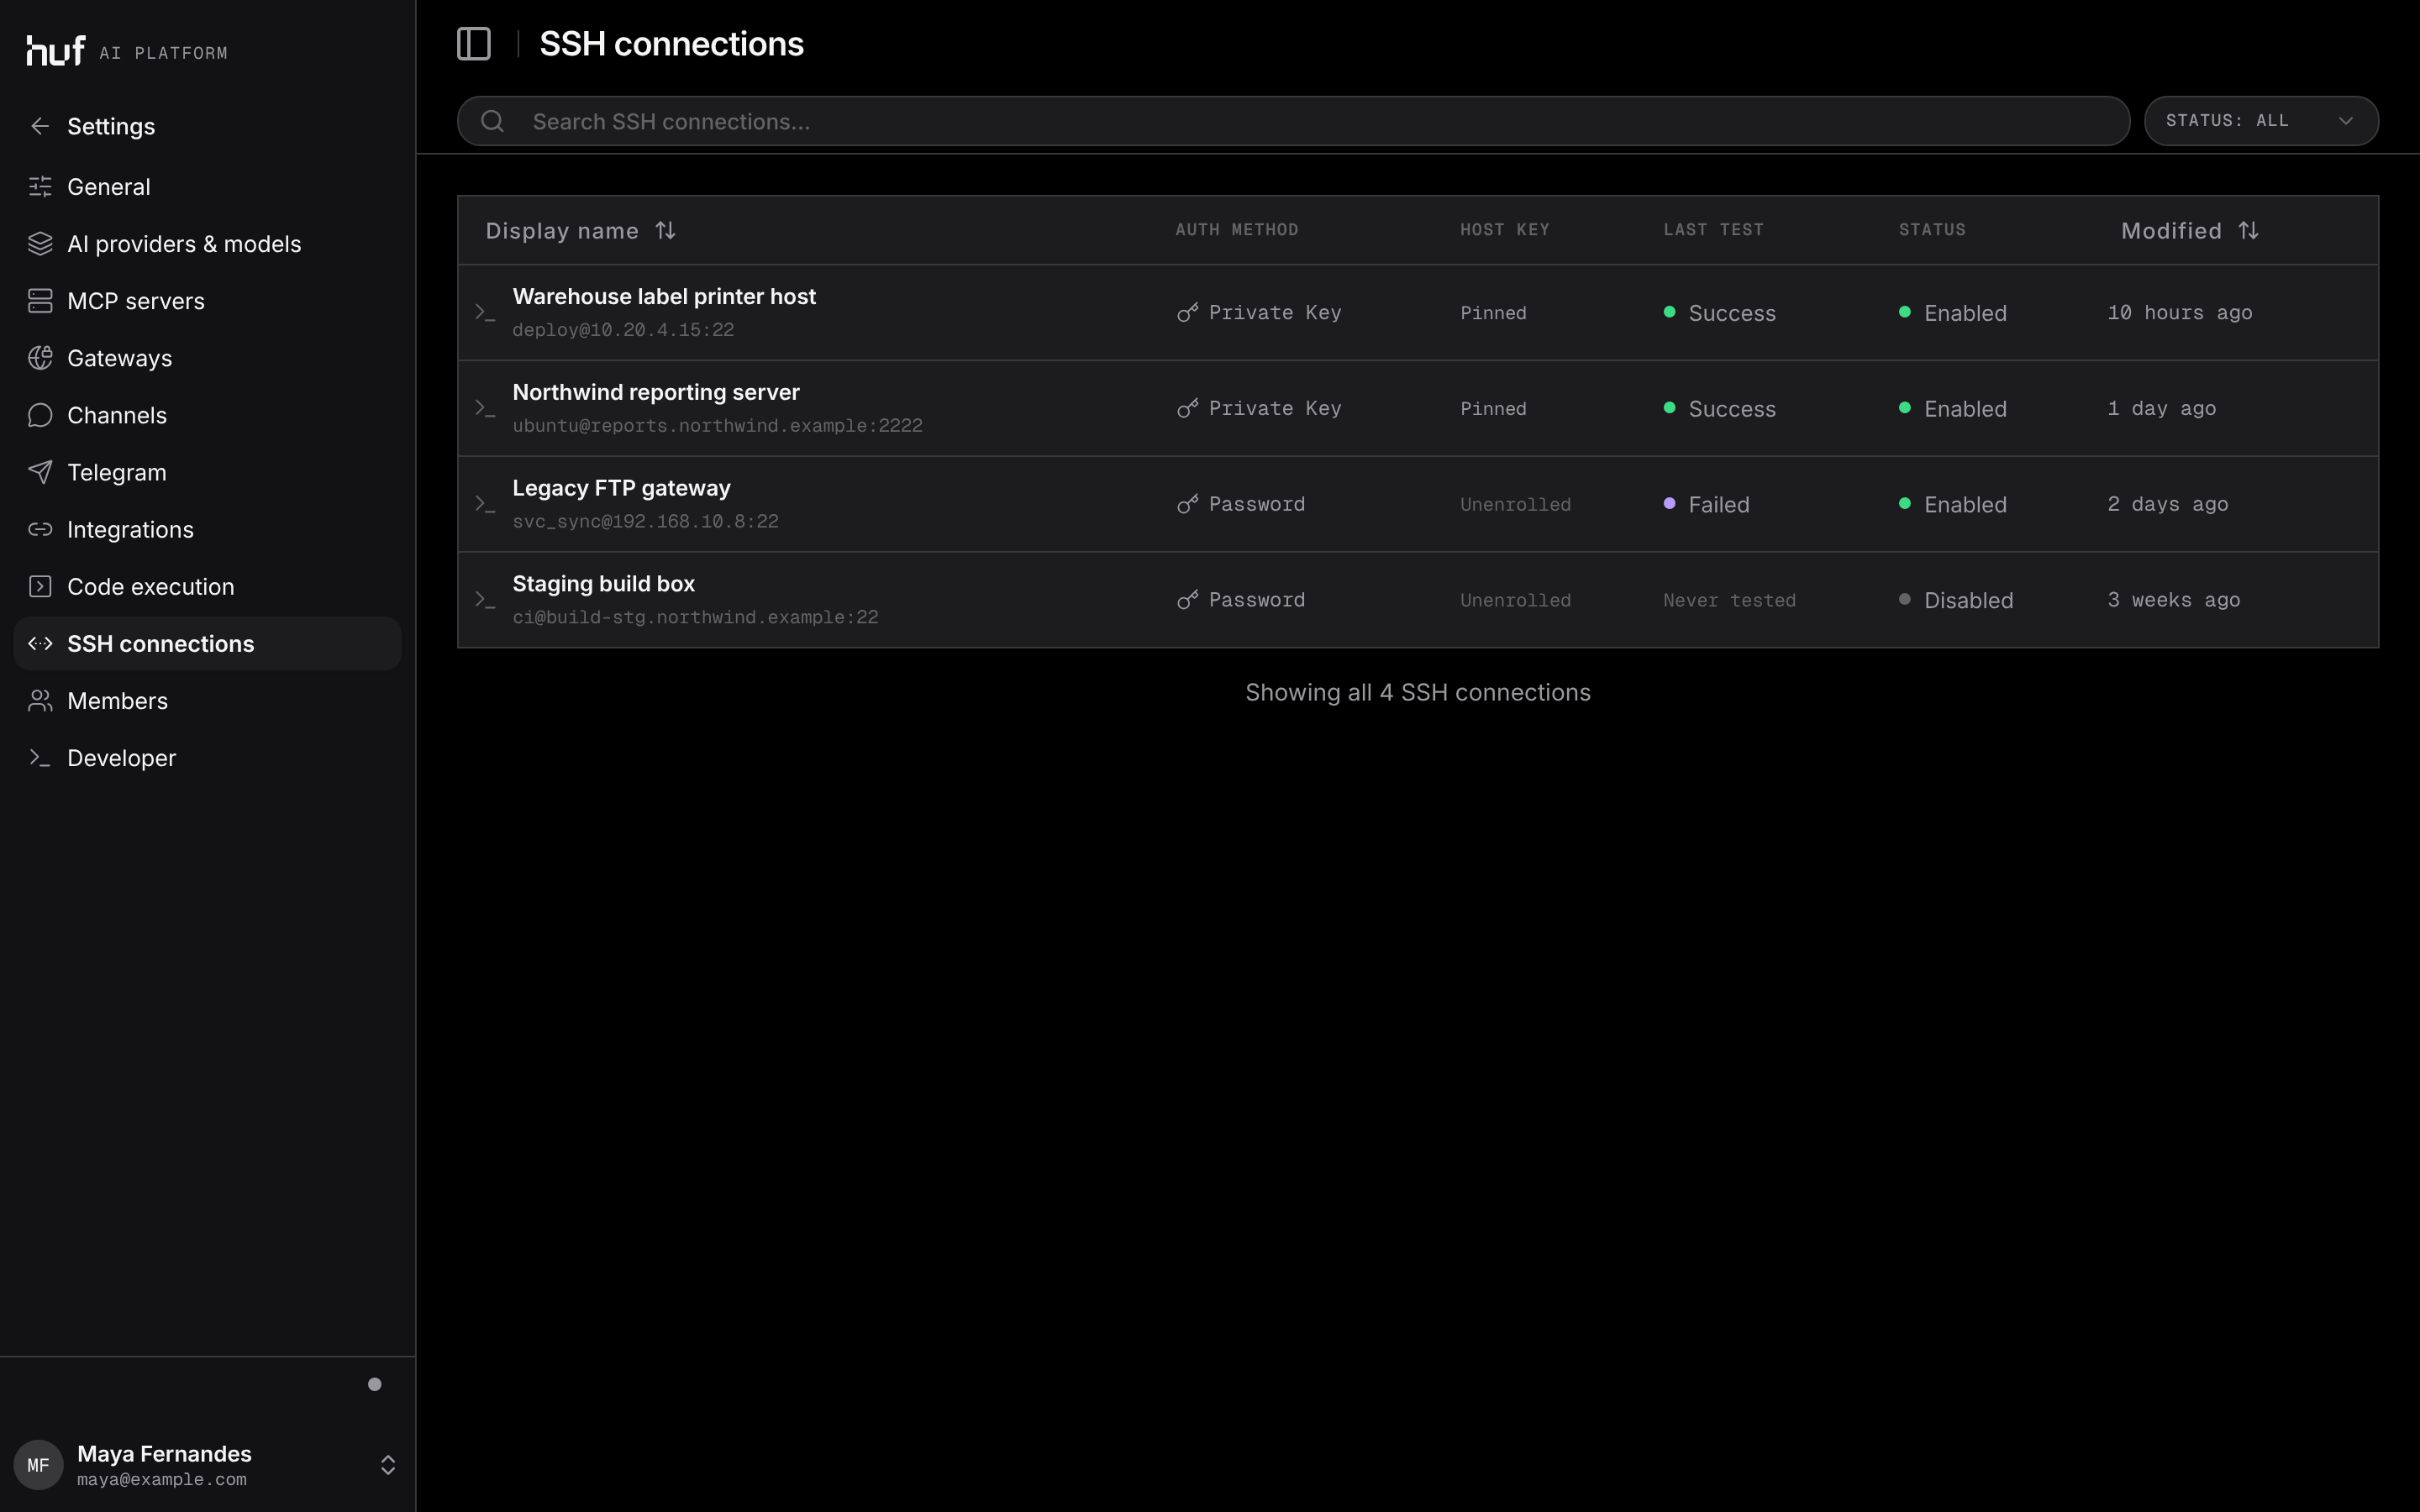 huf AI PLATFORM
Settings
General
AI providers & models
MCP servers
Gateways
Channels
Telegram
Integrations
Code execution
SSH connections
Members
Developer
MF
Maya Fernandes
maya@example.com
SSH connections
Search SSH connections...
STATUS: ALL
Display name AUTH METHOD HOST KEY LAST TEST STATUS Modified
Warehouse label printer host
deploy@10.20.4.15:22
Private Key Pinned Success Enabled 10 hours ago
Northwind reporting server
ubuntu@reports.northwind.example:2222
Private Key Pinned Success Enabled 1 day ago
Legacy FTP gateway
svc_sync@192.168.10.8:22
Password Unenrolled Failed Enabled 2 days ago
Staging build box
ci@build-stg.northwind.example:22
Password Unenrolled Never tested Disabled 3 weeks ago
Showing all 4 SSH connections